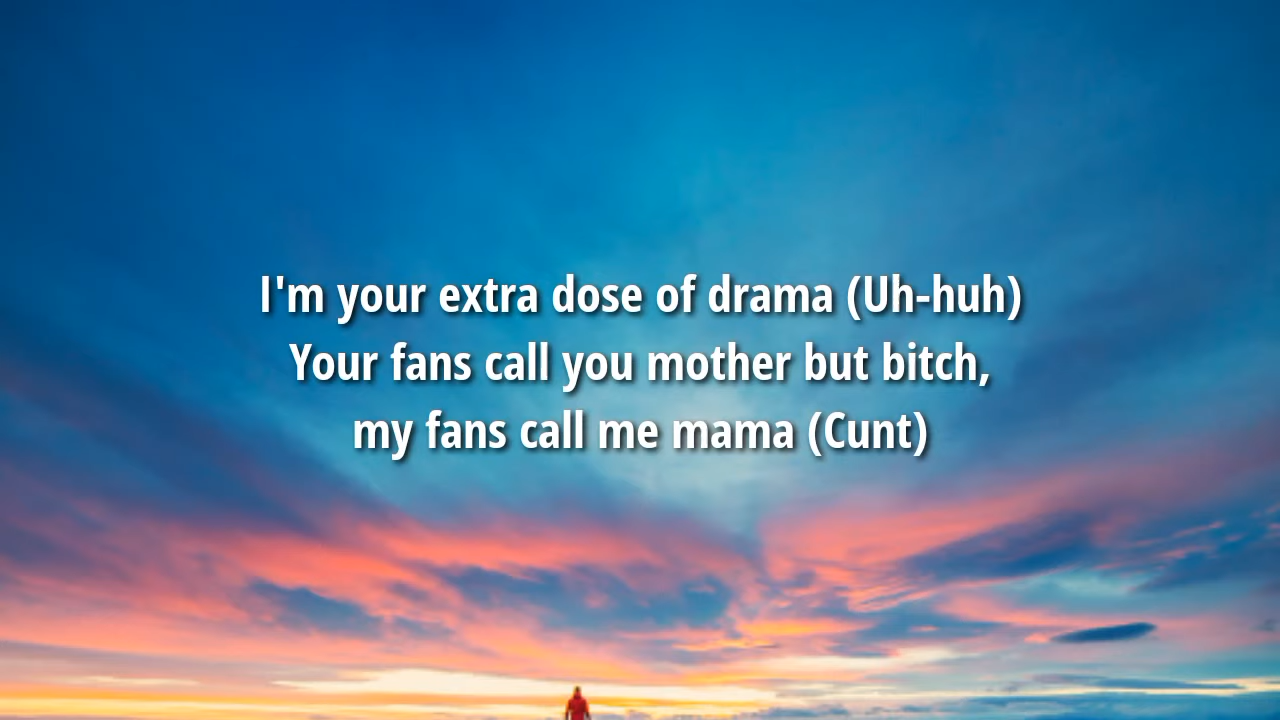 I'm your extra dose of drama (Uh-huh)
Your fans call you mother but bitch,
my fans call me mama (Cunt)